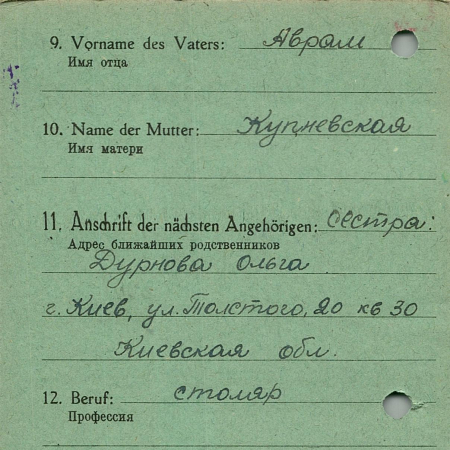 9. Vorname des Vaters: Аврам
Имя отца
10. Name der Mutter: Купневская
Имя матери
11. Anschrift der nächsten Angehörigen: сестра:
Адрес ближайших родственников
Дурнова Ольга
г. Киев, ул. Толстого, 20 кв 30
Киевская обл.
12. Beruf: столяр
Профессия